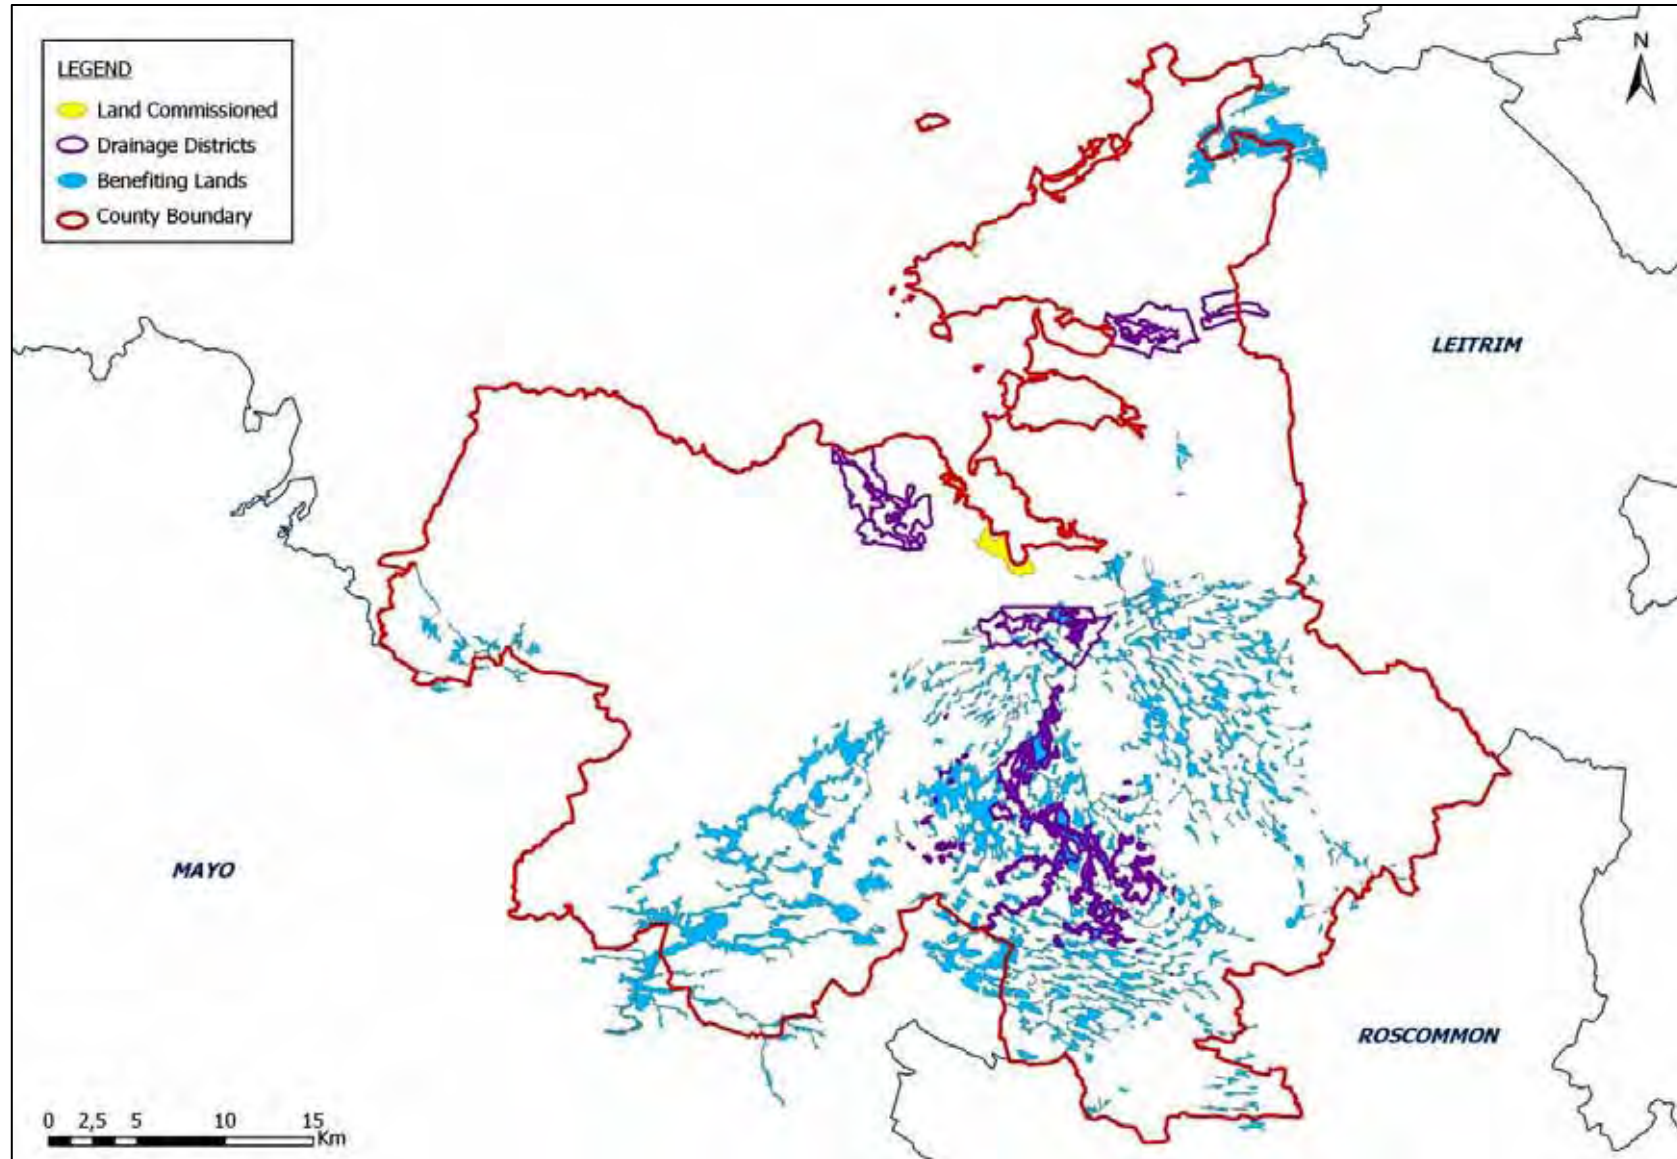 N
LEGEND
Land Commissioned
Drainage Districts
Benefiting Lands
County Boundary
LEITRIM
MAYO
ROSCOMMON
0 2,5 5 10 15
Km